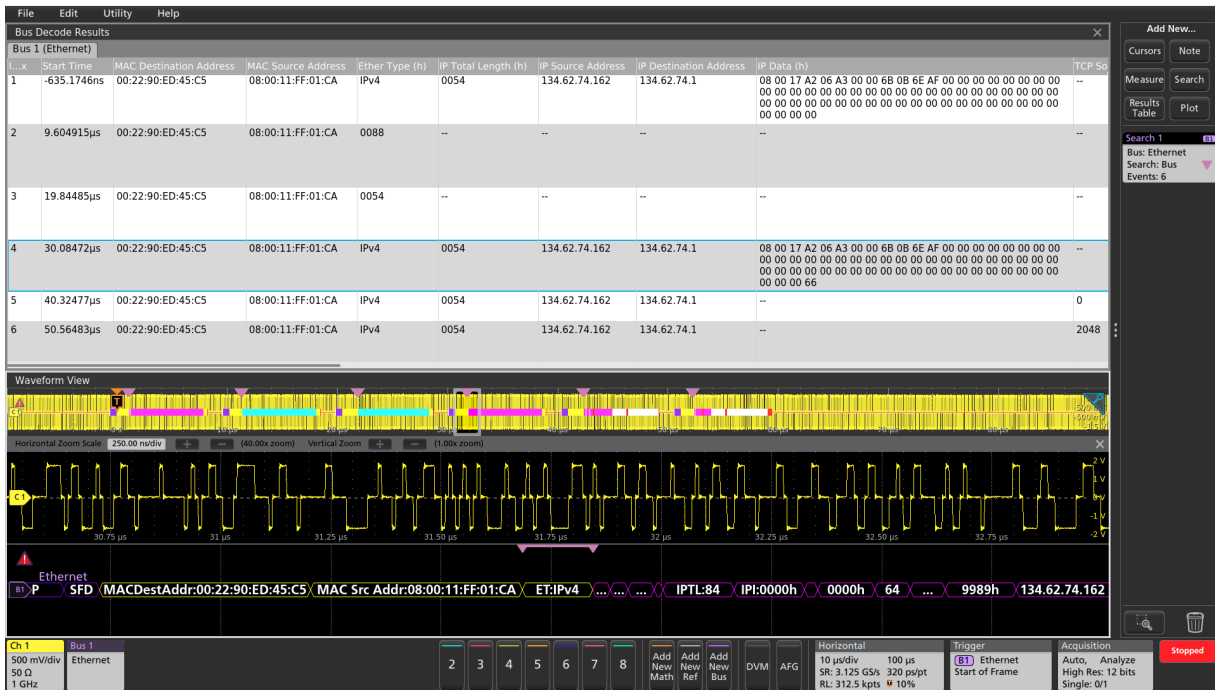 File Edit Utility Help
Bus Decode Results
Bus 1 (Ethernet)
I...x Start Time MAC Destination Address MAC Source Address Ether Type (h) IP Total Length (h) IP Source Address IP Destination Address IP Data (h) TCP So
1 -635.1746ns 00:22:90:ED:45:C5 08:00:11:FF:01:CA IPv4 0054 134.62.74.162 134.62.74.1 08 00 17 A2 06 A3 00 00 6B 0B 6E AF 00 00 00 00 00 00 00 00 --
00 00 00 00 00 00 00 00 00 00 00 00 00 00 00 00 00 00 00 00
00 00 00 00 00 00 00 00 00 00 00 00 00 00 00 00 00 00 00 00
00 00 00 00
2 9.604915µs 00:22:90:ED:45:C5 08:00:11:FF:01:CA 0088 -- -- -- -- --
3 19.84485µs 00:22:90:ED:45:C5 08:00:11:FF:01:CA 0054 -- -- -- -- --
4 30.08472µs 00:22:90:ED:45:C5 08:00:11:FF:01:CA IPv4 0054 134.62.74.162 134.62.74.1 08 00 17 A2 06 A3 00 00 6B 0B 6E AF 00 00 00 00 00 00 00 00 --
00 00 00 00 00 00 00 00 00 00 00 00 00 00 00 00 00 00 00 00
00 00 00 00 00 00 00 00 00 00 00 00 00 00 00 00 00 00 00 00
00 00 00 66
5 40.32477µs 00:22:90:ED:45:C5 08:00:11:FF:01:CA IPv4 0054 134.62.74.162 134.62.74.1 -- 0
6 50.56483µs 00:22:90:ED:45:C5 08:00:11:FF:01:CA IPv4 0054 134.62.74.162 134.62.74.1 -- 2048
Add New...
Cursors Note
Measure Search
Results Table Plot
Search 1 B1
Bus: Ethernet
Search: Bus
Events: 6
Waveform View
T
C1
Horizontal Zoom Scale 250.00 ns/div + − (40.00x zoom) Vertical Zoom + − (1.00x zoom)
2 V
1 V
C 1 0 V
-1 V
-2 V
30.75 µs 31 µs 31.25 µs 31.50 µs 31.75 µs 32 µs 32.25 µs 32.50 µs 32.75 µs
Ethernet
B1 P SFD MACDestAddr:00:22:90:ED:45:C5 MAC Src Addr:08:00:11:FF:01:CA ET:IPv4 ... ... ... IPTL:84 IPI:0000h 0000h 64 ... 9989h 134.62.74.162
Ch 1
500 mV/div
50 Ω
1 GHz
Bus 1
Ethernet
2 3 4 5 6 7 8
Add New Math
Add New Ref
Add New Bus
DVM AFG
Horizontal
10 µs/div 100 µs
SR: 3.125 GS/s 320 ps/pt
RL: 312.5 kpts 10%
Trigger
B1 Ethernet
Start of Frame
Acquisition
Auto, Analyze
High Res: 12 bits
Single: 0/1
Stopped